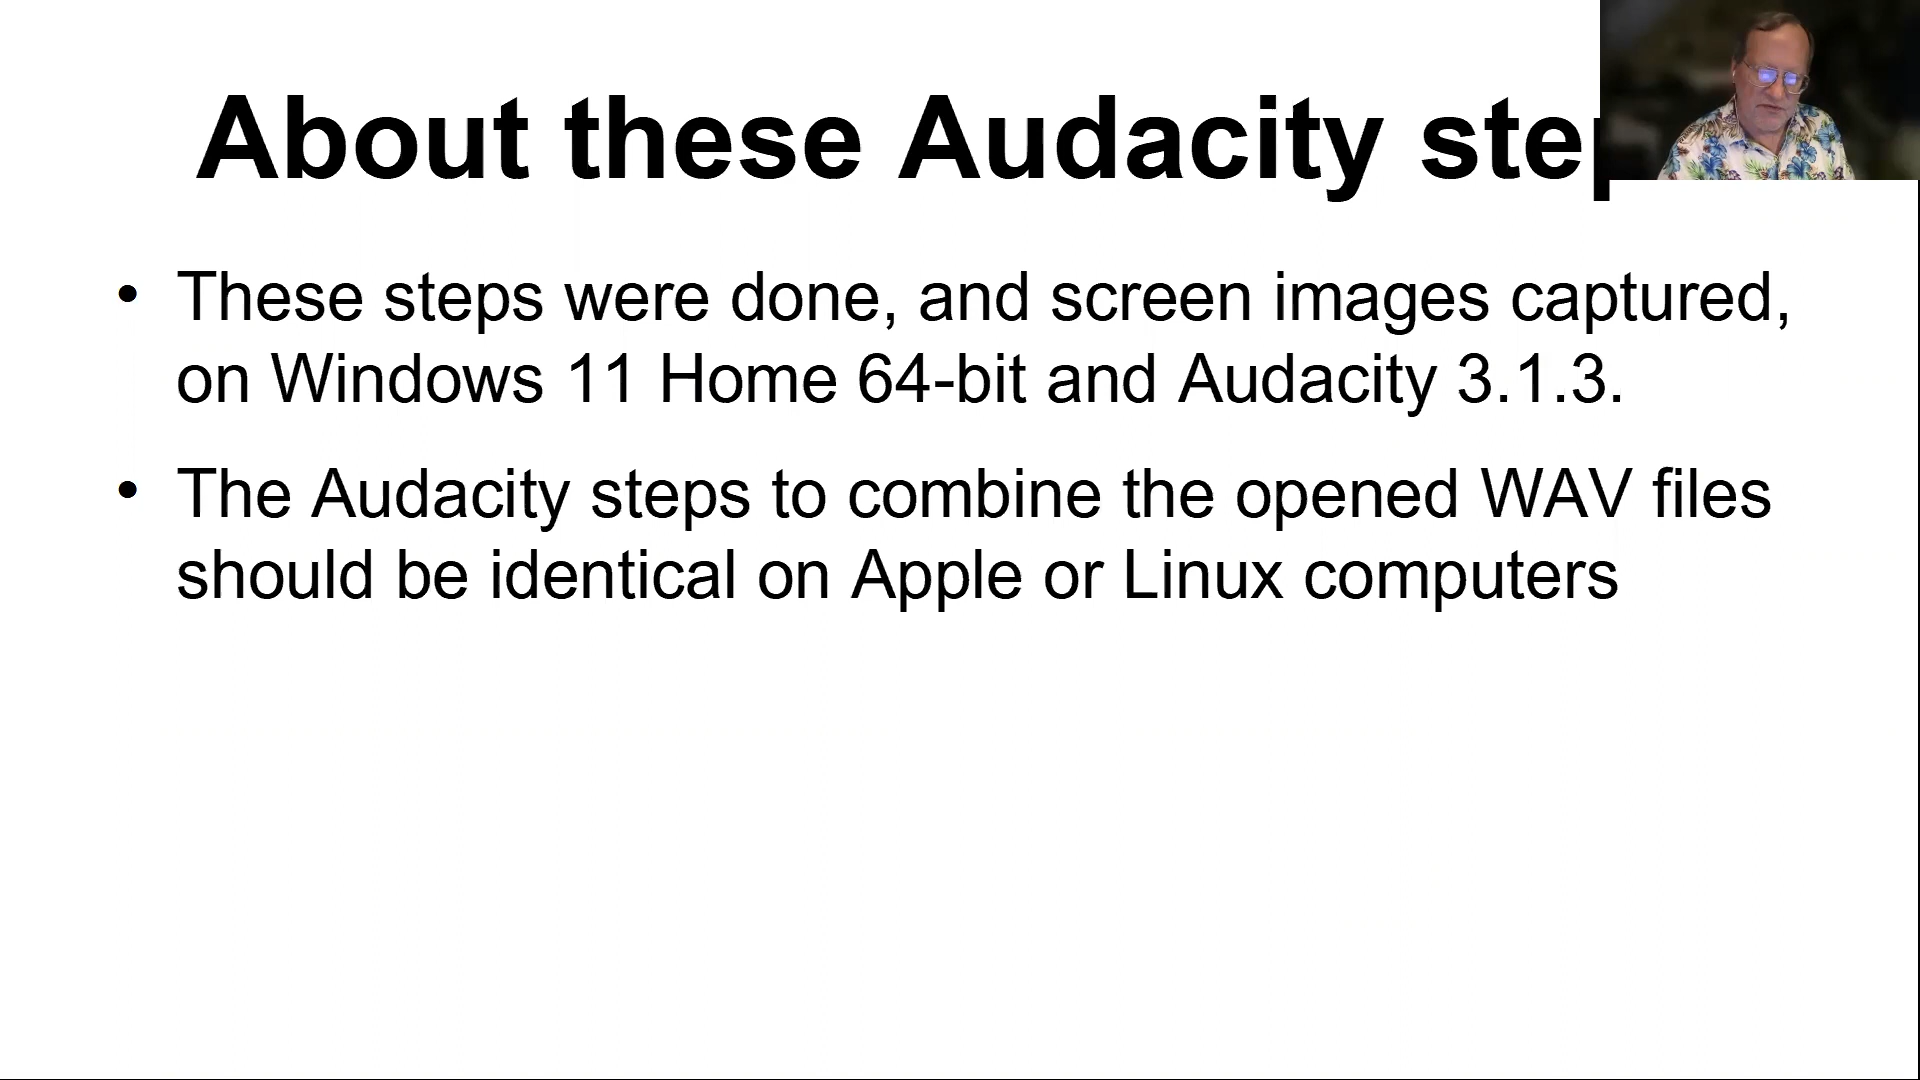 About these Audacity step
• These steps were done, and screen images captured,
on Windows 11 Home 64-bit and Audacity 3.1.3.
• The Audacity steps to combine the opened WAV files
should be identical on Apple or Linux computers